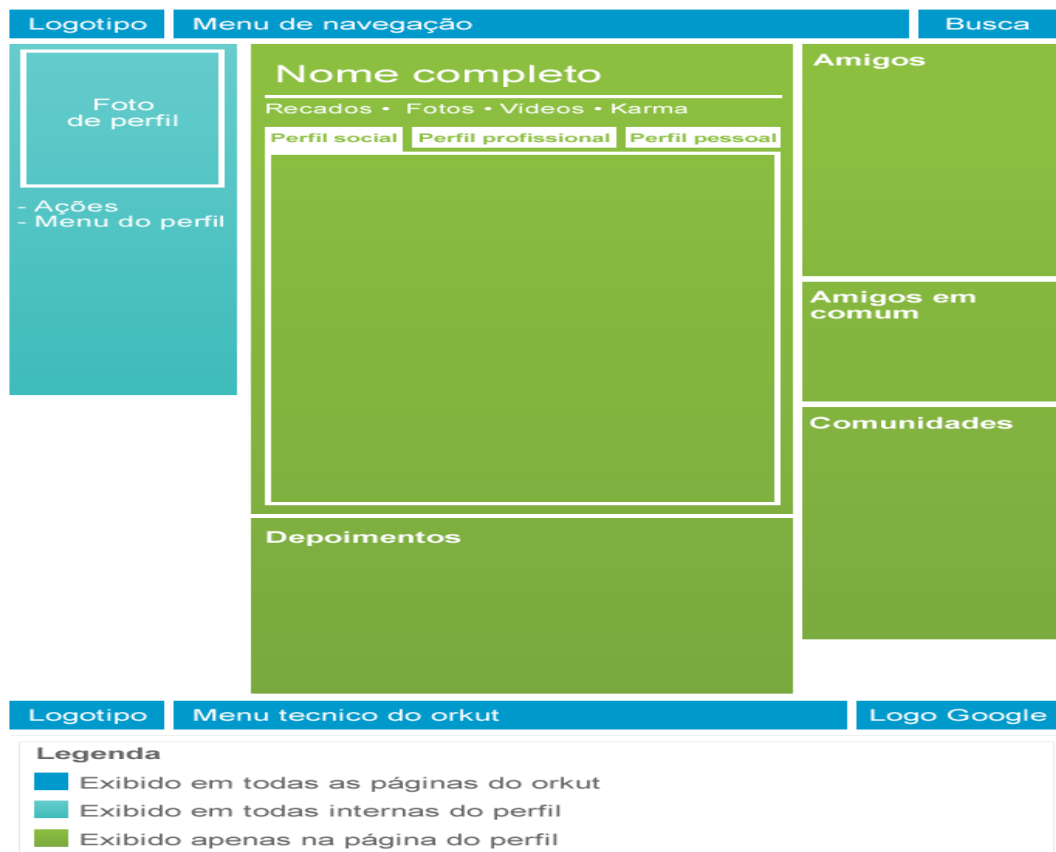 Logotipo
Menu de navegação
Busca
Foto
de perfil
- Ações
- Menu do perfil
Nome completo
Recados • Fotos • Vídeos • Karma
Perfil social
Perfil profissional
Perfil pessoal
Depoimentos
Amigos
Amigos em
comum
Comunidades
Logotipo
Menu tecnico do orkut
Logo Google
Legenda
Exibido em todas as páginas do orkut
Exibido em todas internas do perfil
Exibido apenas na página do perfil